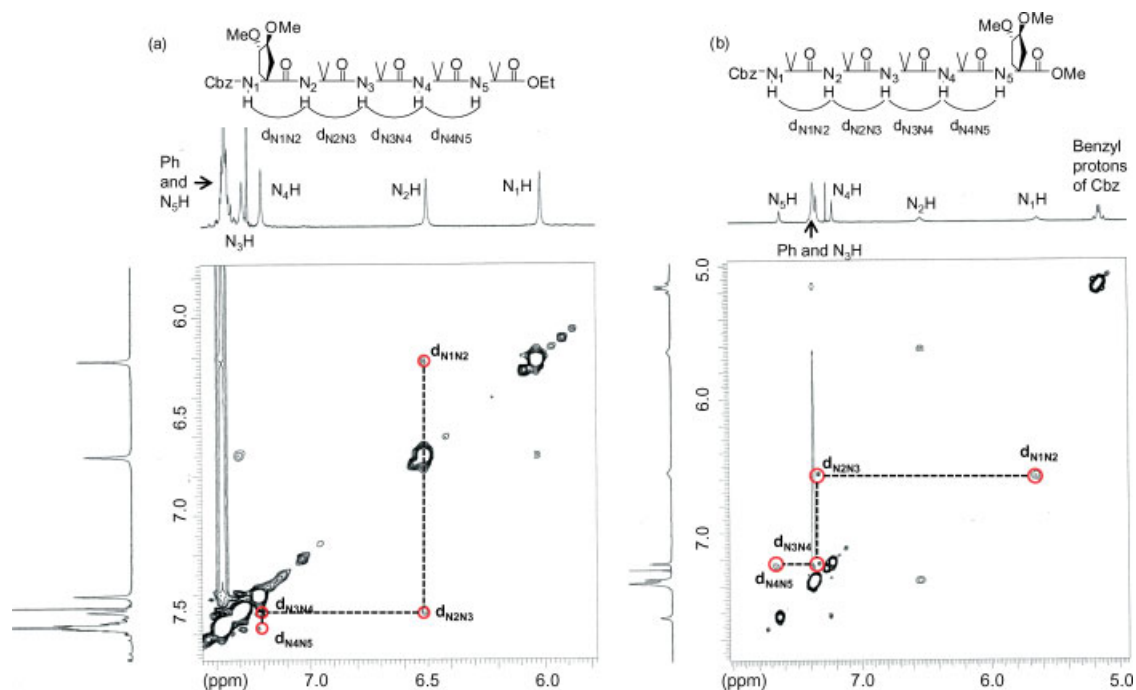 (a)
MeO OMe
Cbz N₁ H O N₂ H O N₃ H O N₄ H O N₅ H O OEt
dN1N2 dN2N3 dN3N4 dN4N5
Ph
and
N₅H
N₃H
N₄H
N₂H
N₁H
6.0
6.5
7.0
7.5
dN1N2
dN3N4
dN2N3
dN4N5
(ppm) 7.0 6.5 6.0
(b)
MeO OMe
Cbz N₁ H O N₂ H O N₃ H O N₄ H O N₅ H O OMe
dN1N2 dN2N3 dN3N4 dN4N5
Benzyl
protons
of Cbz
N₅H
N₄H
N₂H
N₁H
Ph and N₃H
5.0
6.0
7.0
dN1N2
dN2N3
dN3N4
dN4N5
(ppm) 7.0 6.0 5.0